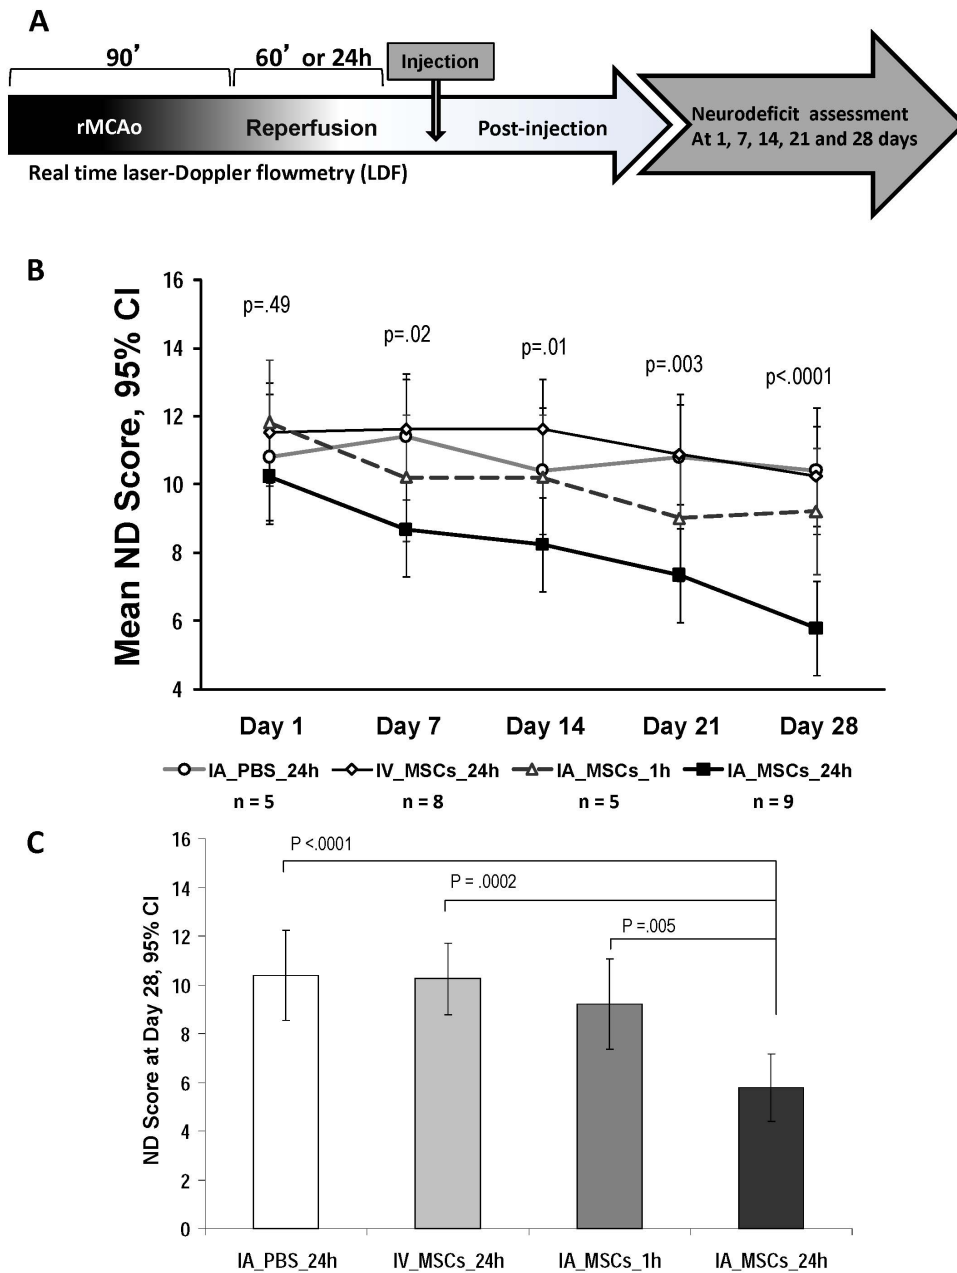 A
90’ 60’ or 24h Injection
rMCAo Reperfusion Post-injection
Neurodeficit assessment
At 1, 7, 14, 21 and 28 days
Real time laser-Doppler flowmetry (LDF)
B
Mean ND Score, 95% CI
16
14
12
10
8
6
4
p=.49
p=.02
p=.01
p=.003
p<.0001
Day 1 Day 7 Day 14 Day 21 Day 28
IA_PBS_24h IV_MSCs_24h IA_MSCs_1h IA_MSCs_24h
n = 5 n = 8 n = 5 n = 9
C
ND Score at Day 28, 95% CI
16
14
12
10
8
6
4
2
0
P <.0001
P = .0002
P =.005
IA_PBS_24h IV_MSCs_24h IA_MSCs_1h IA_MSCs_24h